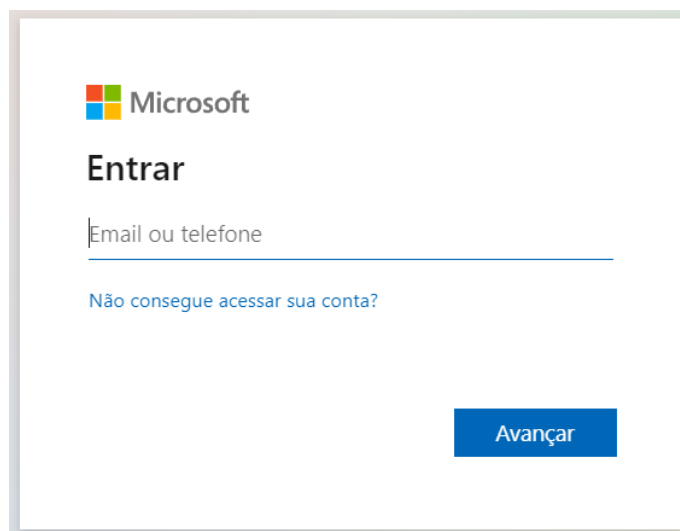 Microsoft
Entrar
Email ou telefone
Não consegue acessar sua conta?
Avançar